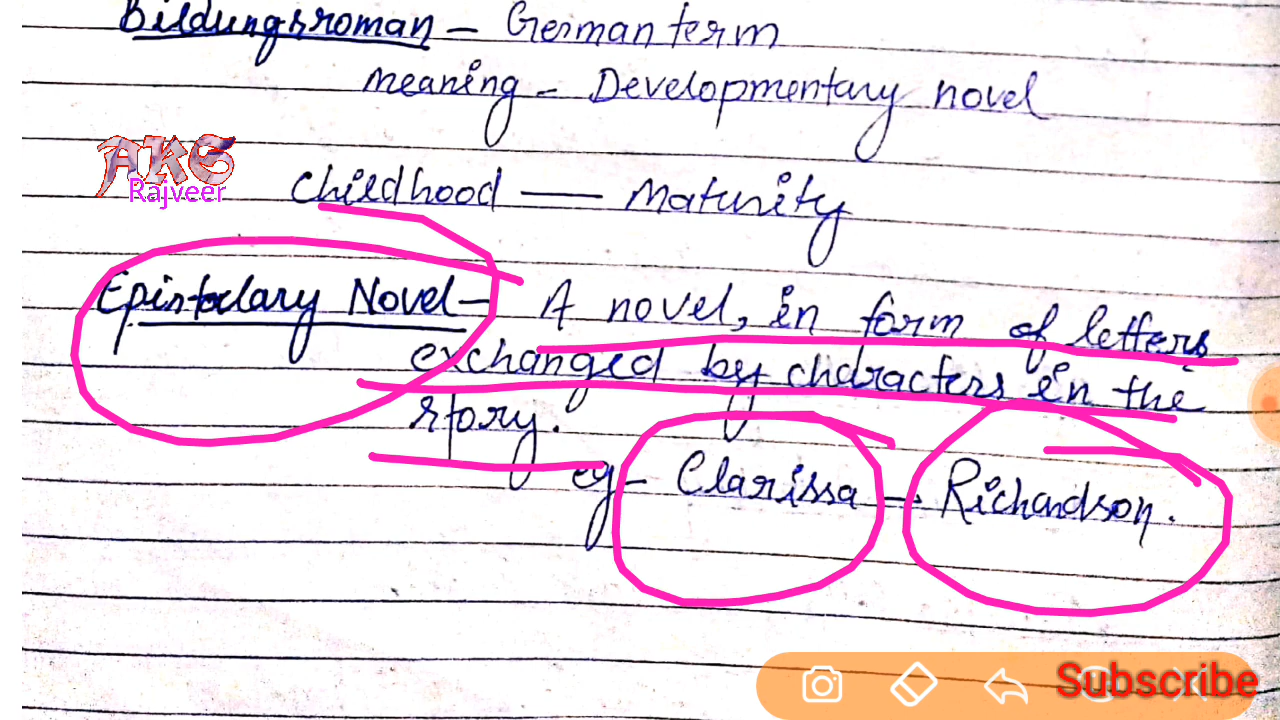 Bildungsroman – German term
meaning – Developmentary novel
AKE
Rajveer
Childhood — Maturity
Epistolary Novel – A novel, in form of letters
exchanged by characters in the
story.
eg – Clarissa → Richardson.
Subscribe